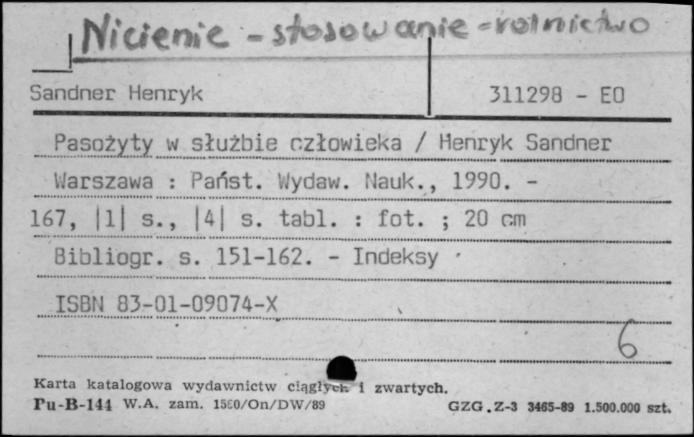 Nicienie - stosowanie - rolnictwo
Sandner Henryk 311298 - EO
Pasożyty w służbie człowieka / Henryk Sandner
Warszawa : Państ. Wydaw. Nauk., 1990. -
167, |1| s., |4| s. tabl. : fot. ; 20 cm
Bibliogr. s. 151-162. - Indeksy
ISBN 83-01-09074-X
6
Karta katalogowa wydawnictw ciągłych i zwartych.
Pu-B-144 W.A. zam. /On/DW/89 GZG. Z-3 3465-89 1.500.000 szt.